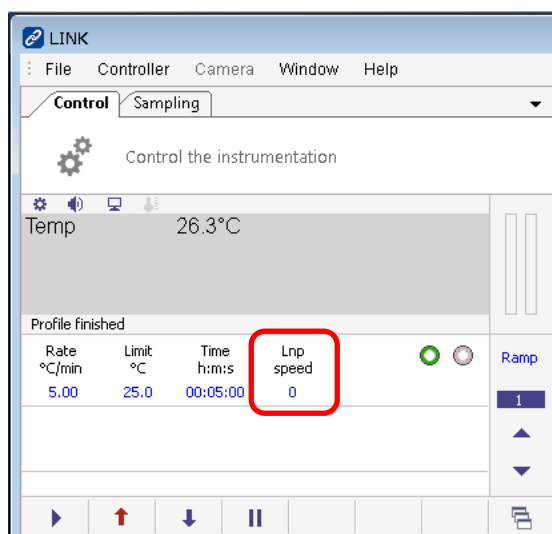 LINK
File Controller Camera Window Help
Control Sampling
Control the instrumentation
Temp 26.3°C
Profile finished
Rate Limit Time Lnp
°C/min °C h:m:s speed Ramp
5.00 25.0 00:05:00 0
1